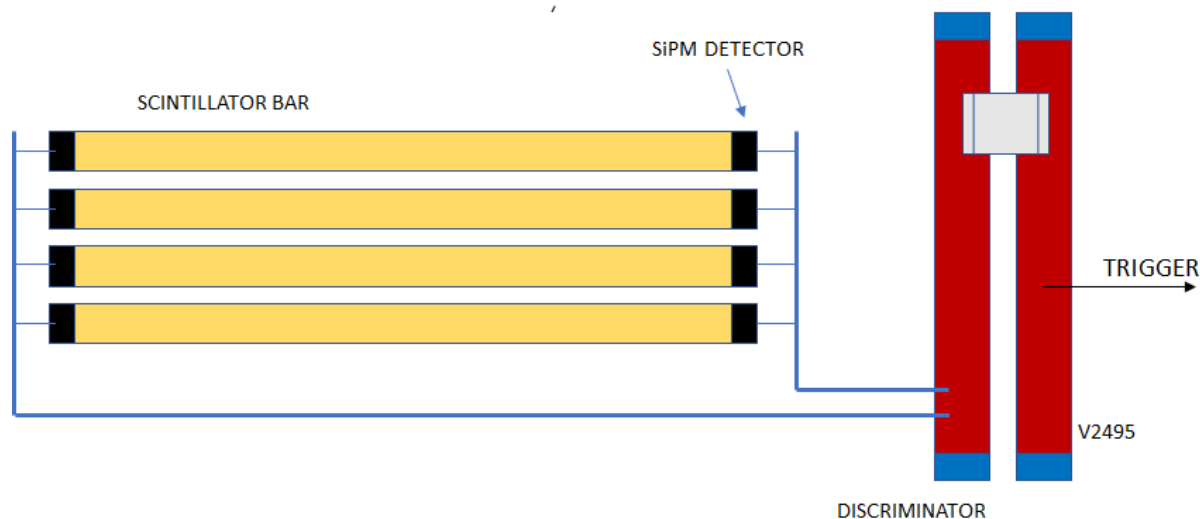 SiPM DETECTOR
SCINTILLATOR BAR
TRIGGER
V2495
DISCRIMINATOR